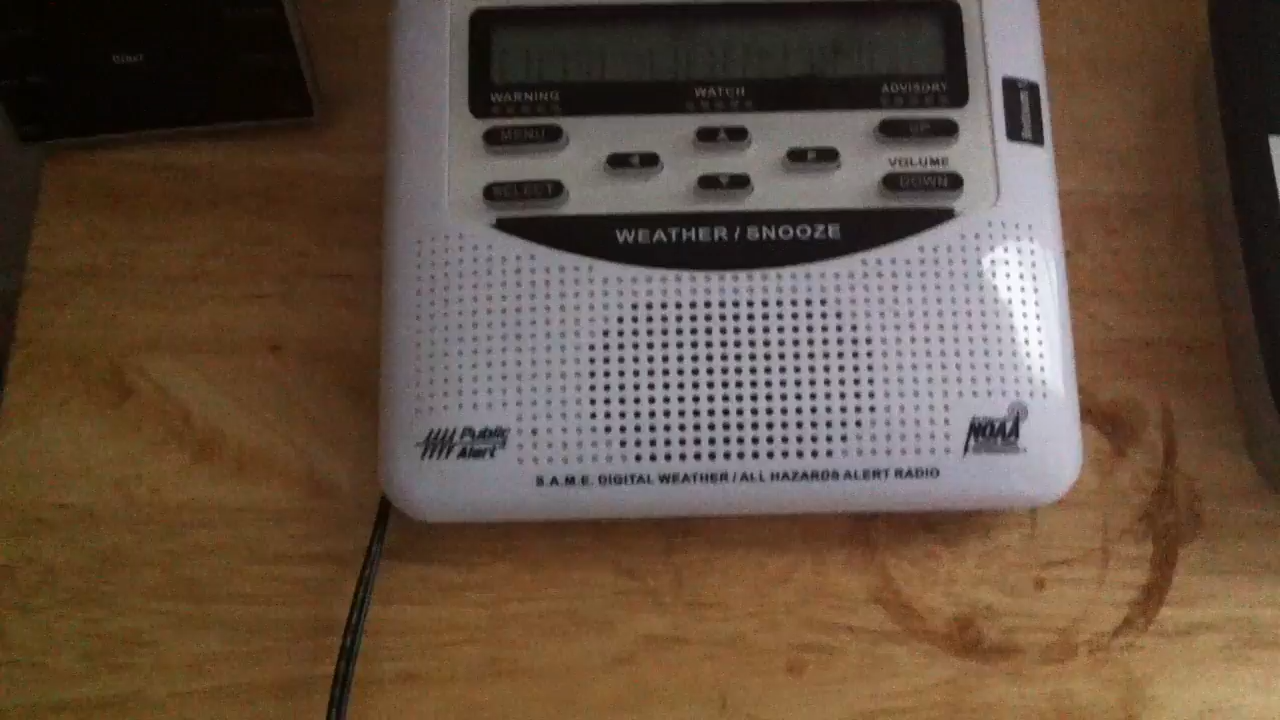 WARNING WATCH ADVISORY
MENU ▲ UP
◀ ▶ VOLUME
SELECT ▼ DOWN
WEATHER / SNOOZE
Public
Alert
NOAA
S.A.M.E. DIGITAL WEATHER / ALL HAZARDS ALERT RADIO